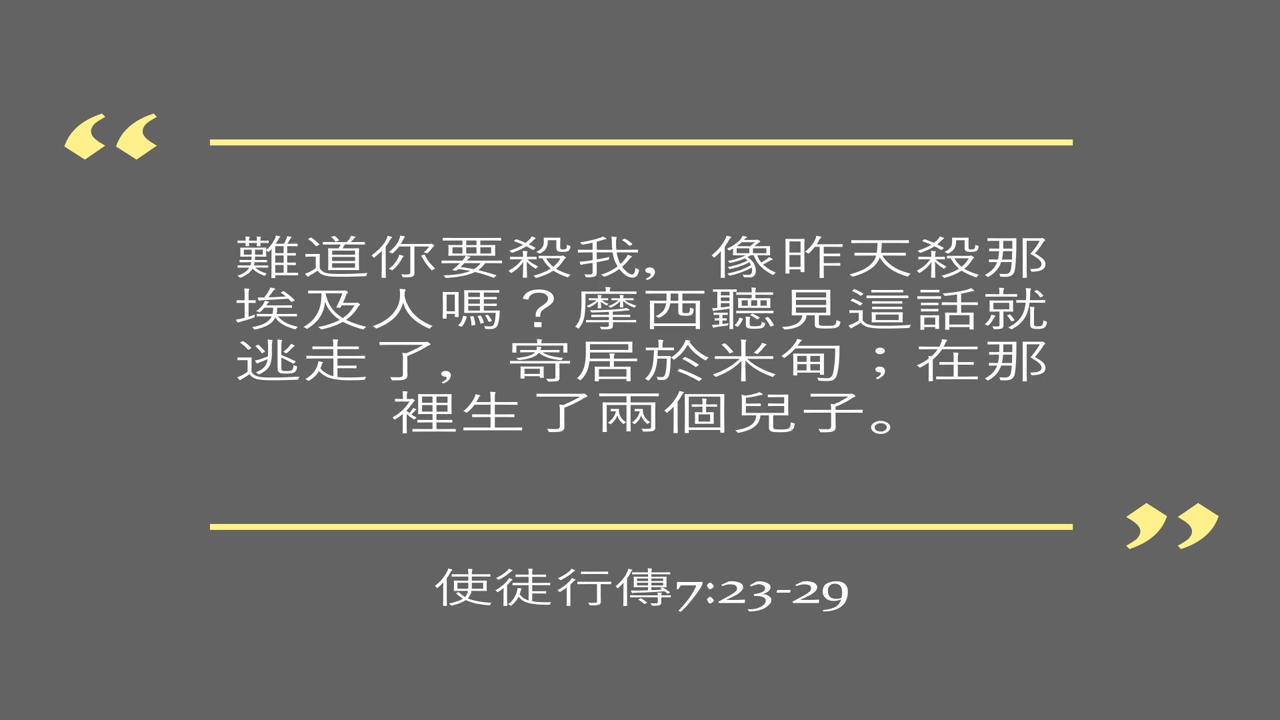 “
難道你要殺我, 像昨天殺那
埃及人嗎？摩西聽見這話就
逃走了, 寄居於米甸；在那
裡生了兩個兒子。
”
使徒行傳7:23-29